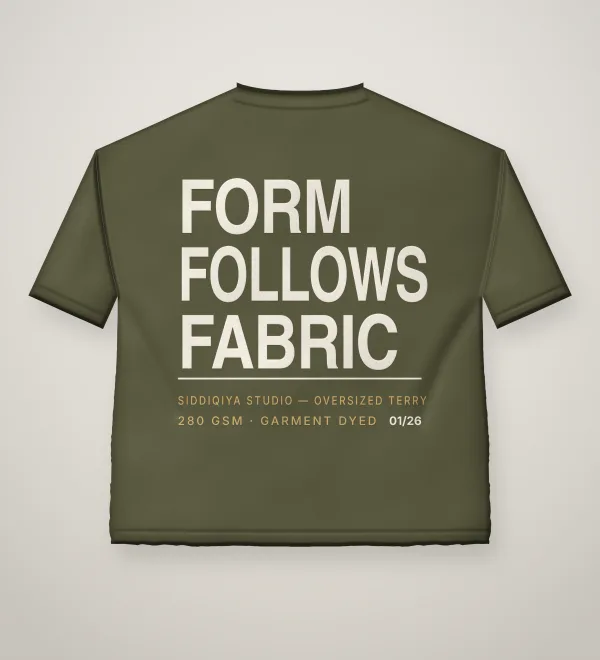 FORM
FOLLOWS
FABRIC
SIDDIQIYA STUDIO — OVERSIZED TERRY
280 GSM · GARMENT DYED 01/26